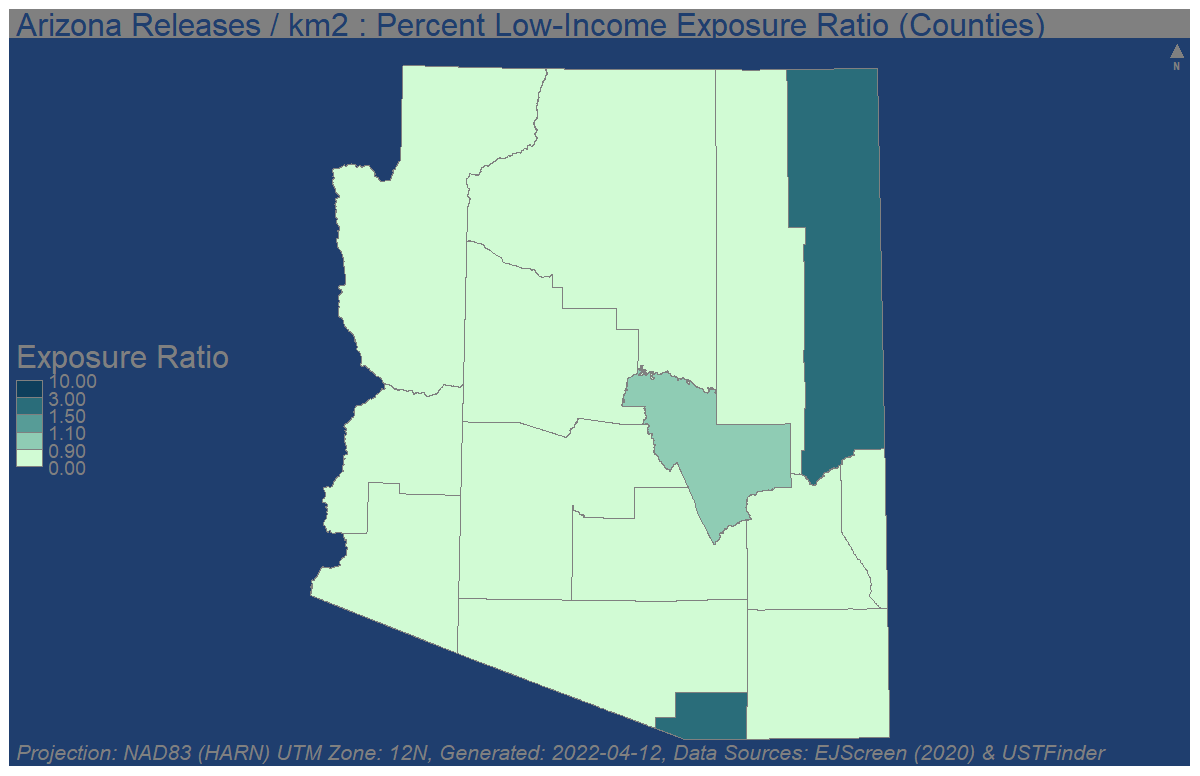 Arizona Releases / km2 : Percent Low-Income Exposure Ratio (Counties)
N
Exposure Ratio
10.00
3.00
1.50
1.10
0.90
0.00
Projection: NAD83 (HARN) UTM Zone: 12N, Generated: 2022-04-12, Data Sources: EJScreen (2020) & USTFinder